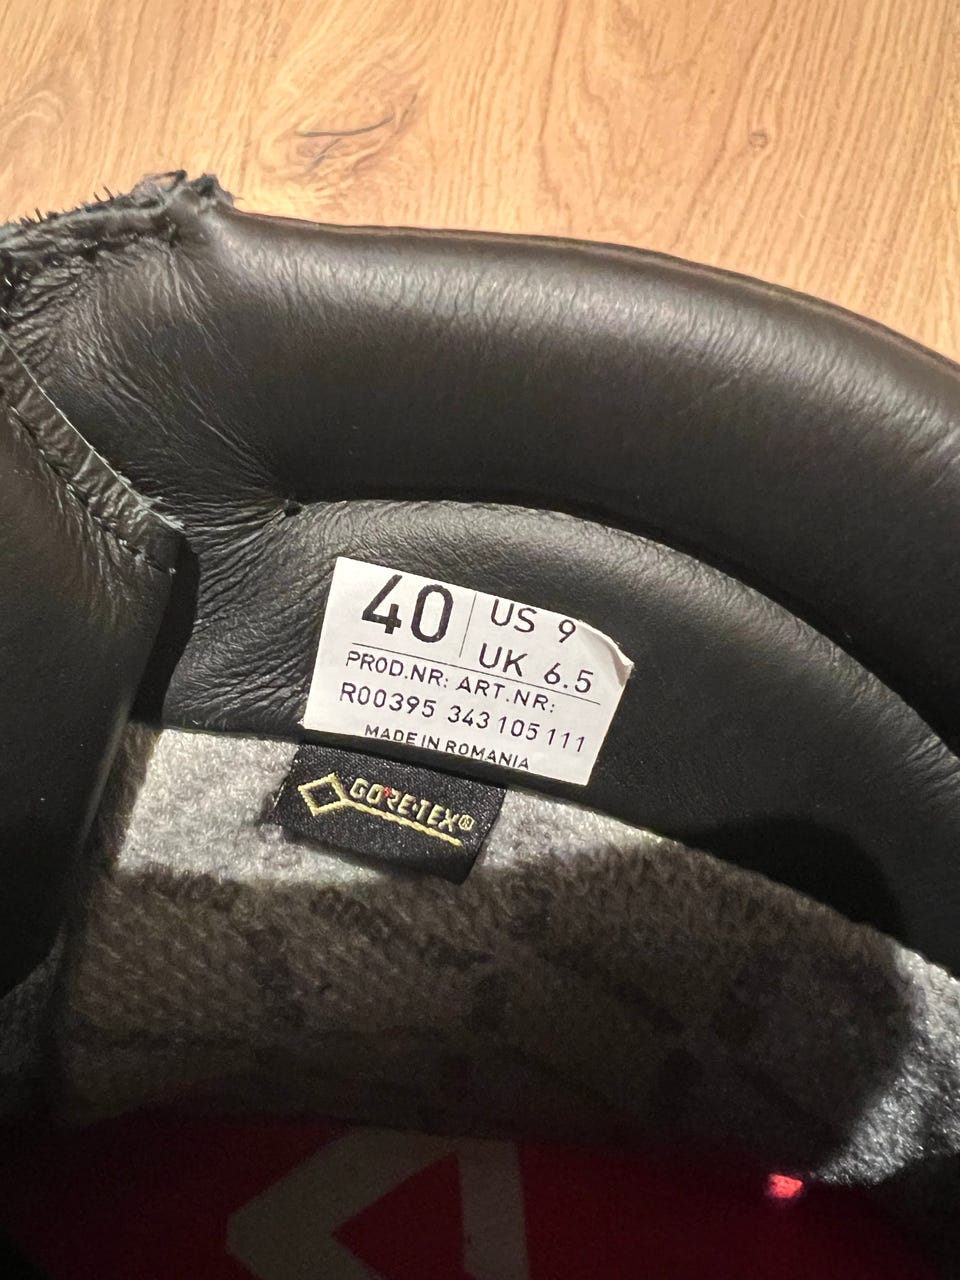 40
US 9
UK 6.5
PROD.NR: ART.NR:
R00395 343 105 111
MADE IN ROMANIA
GORE-TEX®